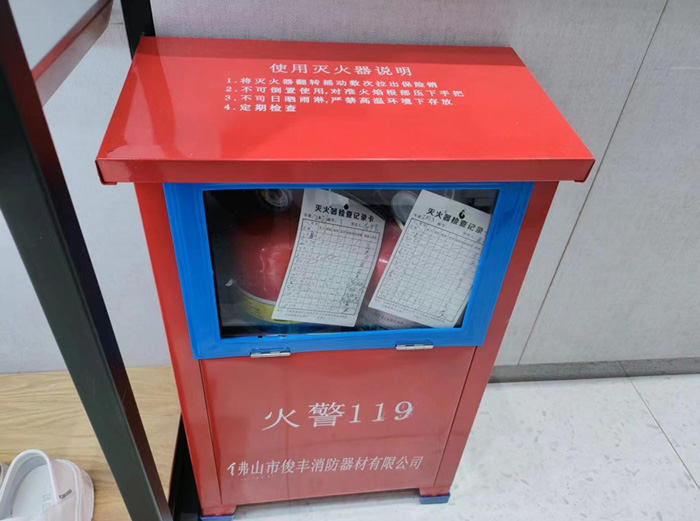 使用灭火器说明
1.将灭火器翻转摇动数次拉出保险销
2.不可倒置使用,对准火焰根部压下手把
3.不可日晒雨淋,严禁高温环境下存放
4.定期检查
灭火器检查记录卡
灭火器检查记录
火警119
佛山市俊丰消防器材有限公司